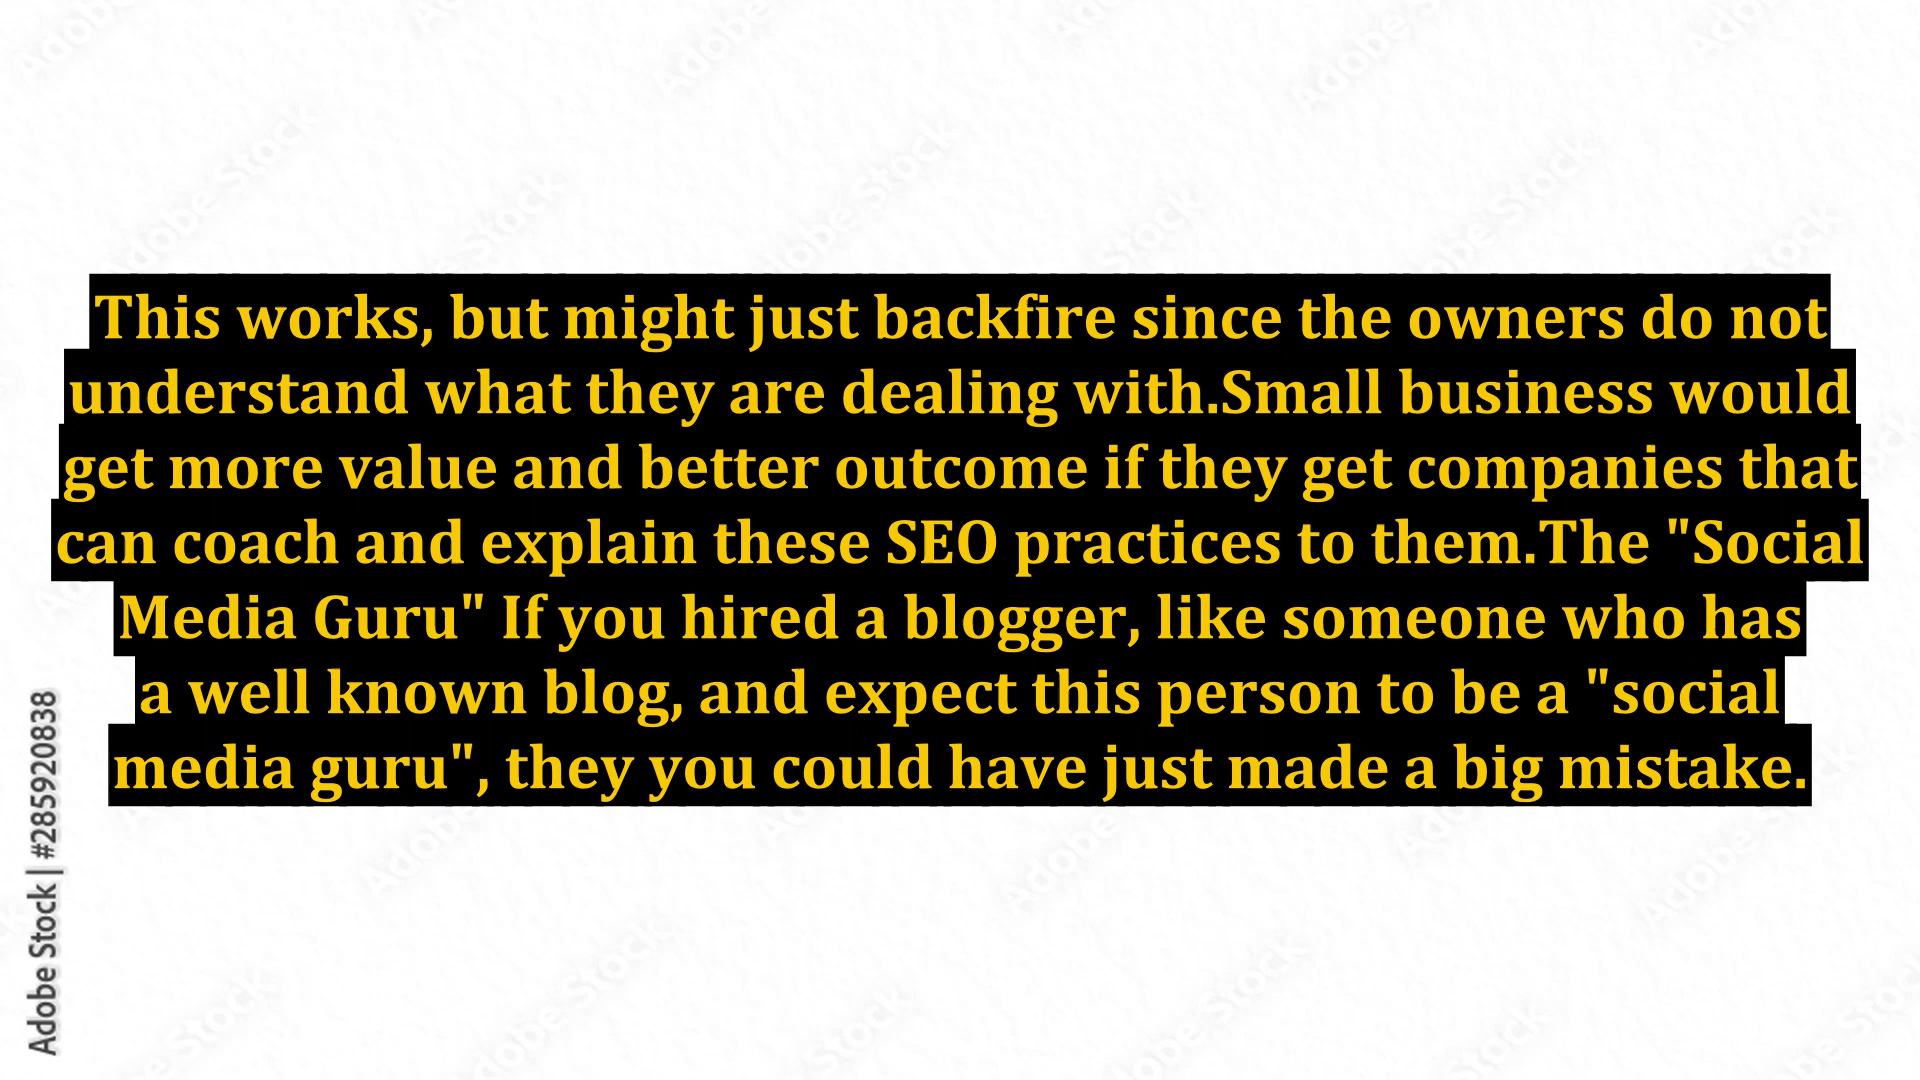 This works, but might just backfire since the owners do not
understand what they are dealing with.Small business would
get more value and better outcome if they get companies that
can coach and explain these SEO practices to them.The "Social
Media Guru" If you hired a blogger, like someone who has
a well known blog, and expect this person to be a "social
media guru", they you could have just made a big mistake.
Adobe Stock | #285920838